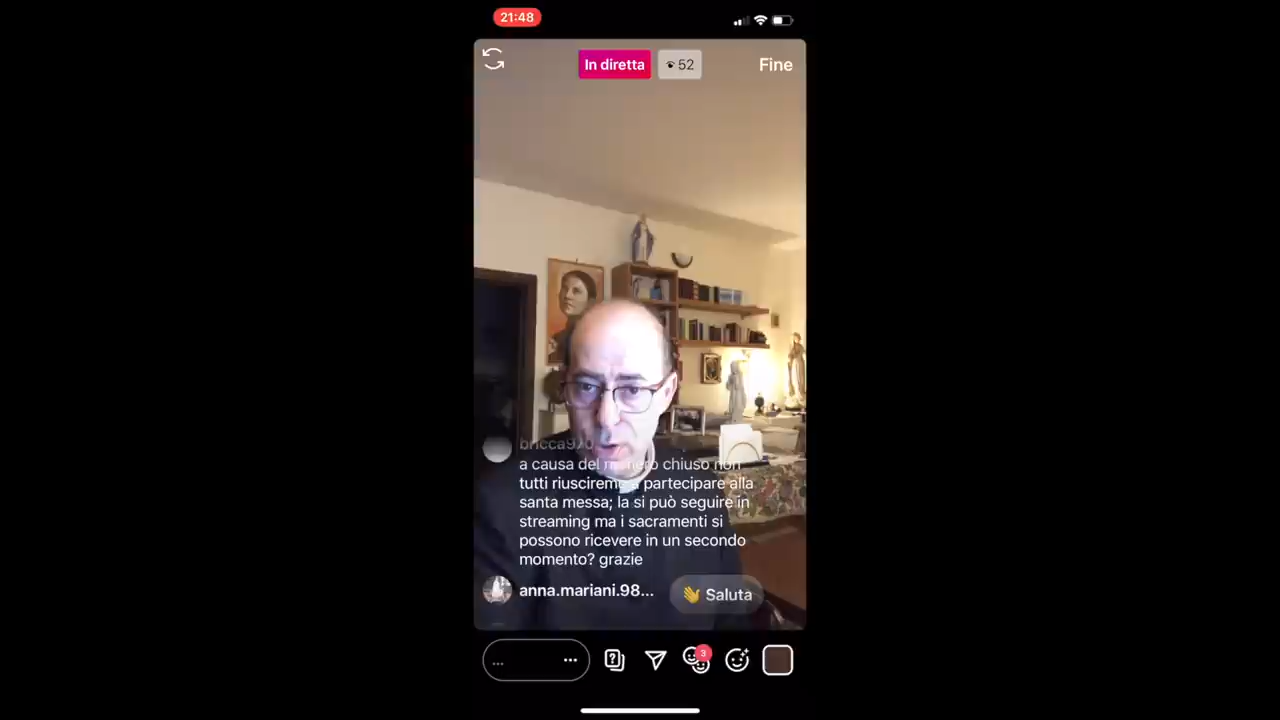 21:48
In diretta
52
Fine
bricca970
a causa del numero chiuso non
tutti riusciremo a partecipare alla
santa messa; la si può seguire in
streaming ma i sacramenti si
possono ricevere in un secondo
momento? grazie
anna.mariani.98...
👋 Saluta
...
3